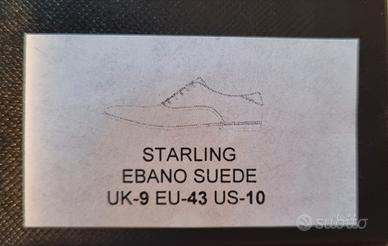 STARLING
EBANO SUEDE
UK-9 EU-43 US-10
subito